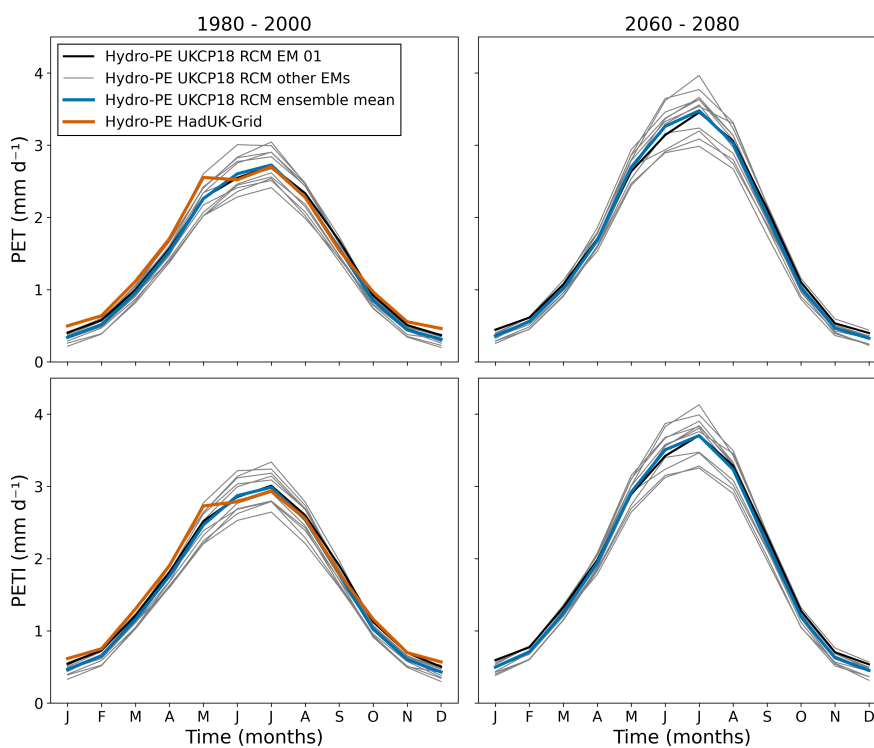 1980 - 2000
2060 - 2080
Hydro-PE UKCP18 RCM EM 01
Hydro-PE UKCP18 RCM other EMs
Hydro-PE UKCP18 RCM ensemble mean
Hydro-PE HadUK-Grid
PET (mm d⁻¹)
4
3
2
1
0
PETI (mm d⁻¹)
4
3
2
1
0
J F M A M J J A S O N D
J F M A M J J A S O N D
Time (months)
Time (months)